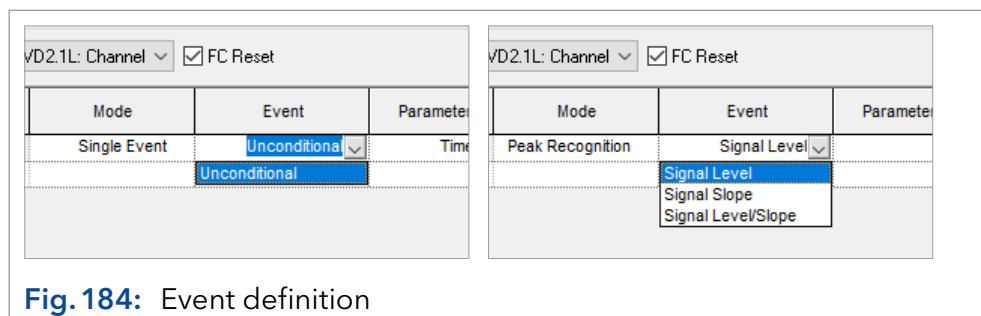 VD2.1L: Channel FC Reset
Mode Event Parameter
Single Event Unconditional Time
Unconditional
VD2.1L: Channel FC Reset
Mode Event Parameter
Peak Recognition Signal Level
Signal Level
Signal Slope
Signal Level/Slope
Fig. 184: Event definition